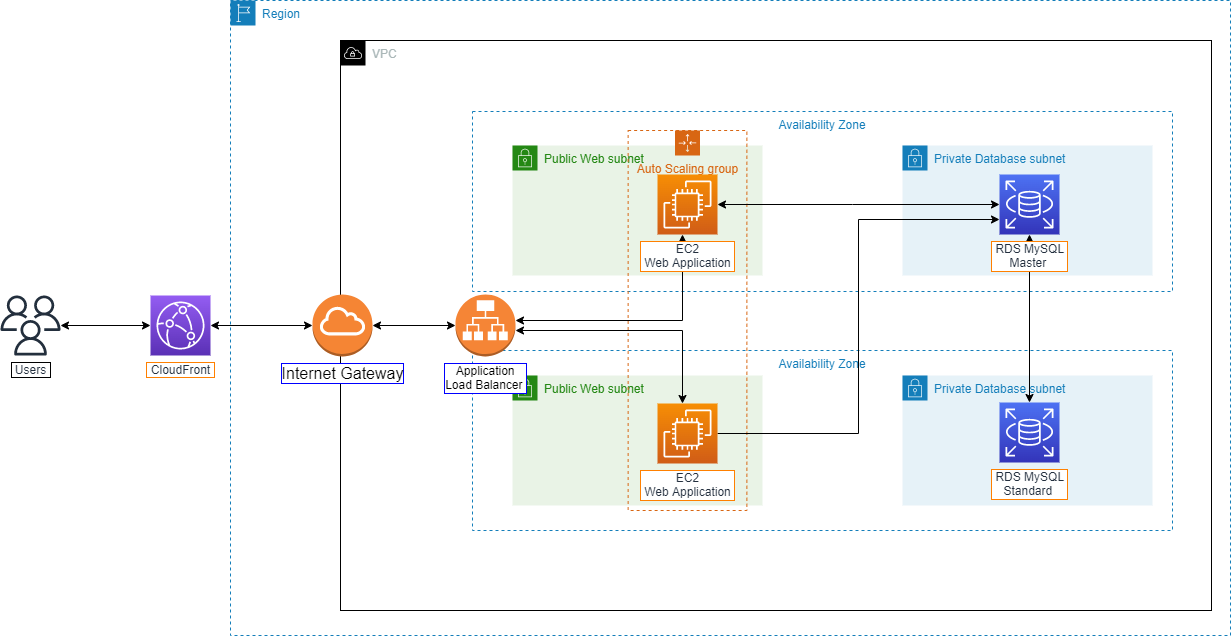 Region
VPC
Availability Zone
Public Web subnet
Auto Scaling group
EC2
Web Application
Private Database subnet
RDS MySQL
Master
Users
CloudFront
Internet Gateway
Application
Load Balancer
Availability Zone
Public Web subnet
EC2
Web Application
Private Database subnet
RDS MySQL
Standard